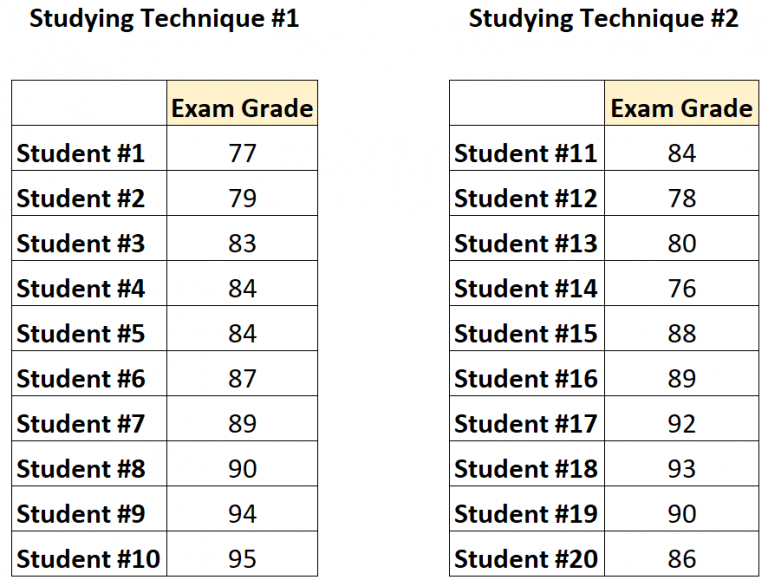 Studying Technique #1
Exam Grade
Student #1 77
Student #2 79
Student #3 83
Student #4 84
Student #5 84
Student #6 87
Student #7 89
Student #8 90
Student #9 94
Student #10 95
Studying Technique #2
Exam Grade
Student #11 84
Student #12 78
Student #13 80
Student #14 76
Student #15 88
Student #16 89
Student #17 92
Student #18 93
Student #19 90
Student #20 86